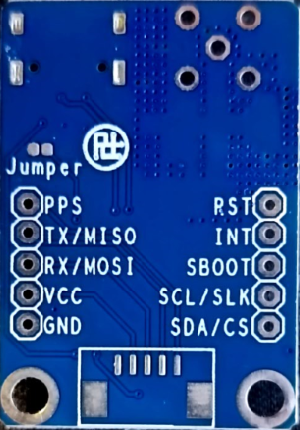 Jumper
PPS RST
TX/MISO INT
RX/MOSI SBOOT
VCC SCL/SLK
GND SDA/CS